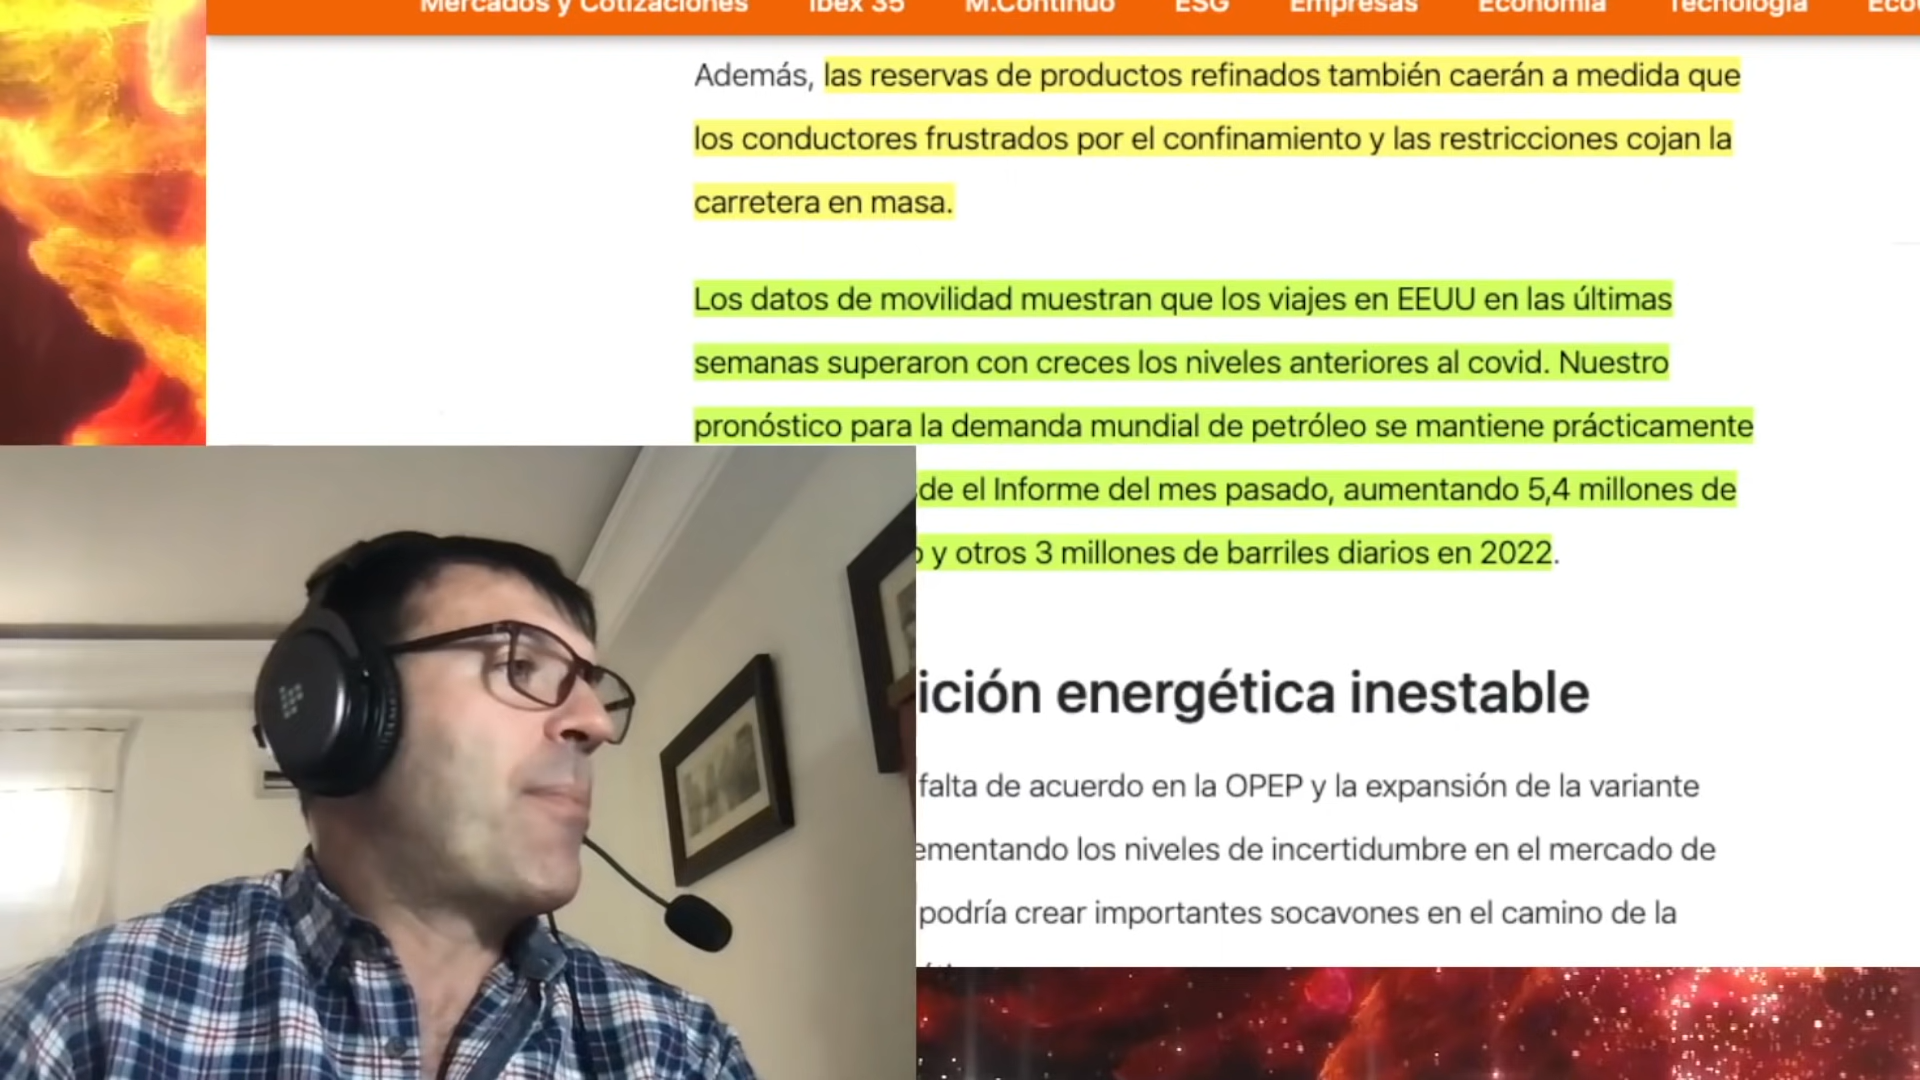 Mercados y Cotizaciones Ibex 35 M.Continuo ESG Empresas Economía Tecnología
Además, las reservas de productos refinados también caerán a medida que
los conductores frustrados por el confinamiento y las restricciones cojan la
carretera en masa.
Los datos de movilidad muestran que los viajes en EEUU en las últimas
semanas superaron con creces los niveles anteriores al covid. Nuestro
pronóstico para la demanda mundial de petróleo se mantiene prácticamente
de el Informe del mes pasado, aumentando 5,4 millones de
y otros 3 millones de barriles diarios en 2022.
ición energética inestable
falta de acuerdo en la OPEP y la expansión de la variante
ementando los niveles de incertidumbre en el mercado de
podría crear importantes socavones en el camino de la